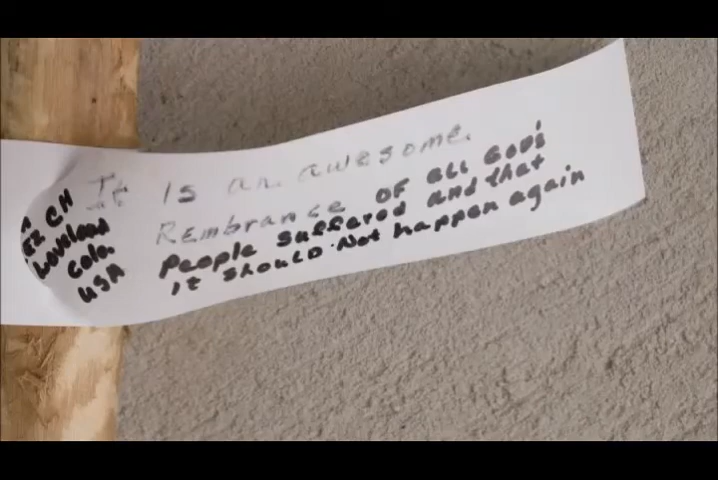 CH
Loveland
Colo.
USA
It is an awesome.
Rembrance OF all GOD'S
People suffered and that
it should Not happen again